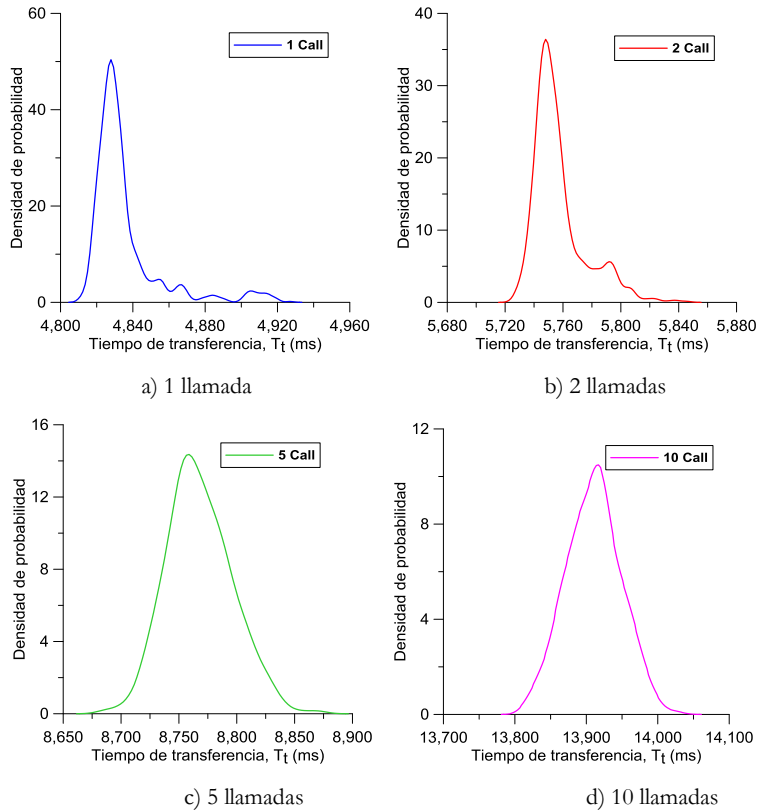 60
40
20
0
Densidad de probabilidad
1 Call
4,800 4,840 4,880 4,920 4,960
Tiempo de transferencia, Tt (ms)
a) 1 llamada
40
30
20
10
0
Densidad de probabilidad
2 Call
5,680 5,720 5,760 5,800 5,840 5,880
Tiempo de transferencia, Tt (ms)
b) 2 llamadas
16
12
8
4
0
Densidad de probabilidad
5 Call
8,650 8,700 8,750 8,800 8,850 8,900
Tiempo de transferencia, Tt (ms)
c) 5 llamadas
12
8
4
0
Densidad de probabilidad
10 Call
13,700 13,800 13,900 14,000 14,100
Tiempo de transferencia, Tt (ms)
d) 10 llamadas